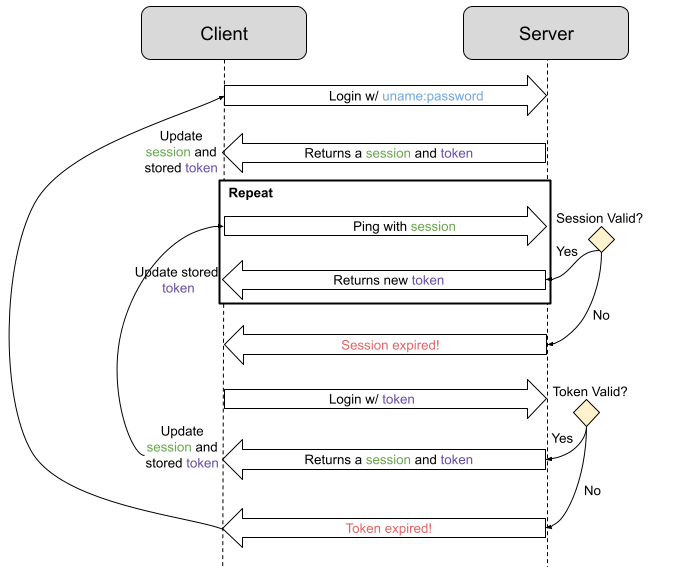 Client
Server
Login w/ uname:password
Update
session and
stored token
Returns a session and token
Repeat
Ping with session
Session Valid?
Yes
Update stored
token
Returns new token
No
Session expired!
Login w/ token
Token Valid?
Update
session and
stored token
Yes
Returns a session and token
No
Token expired!